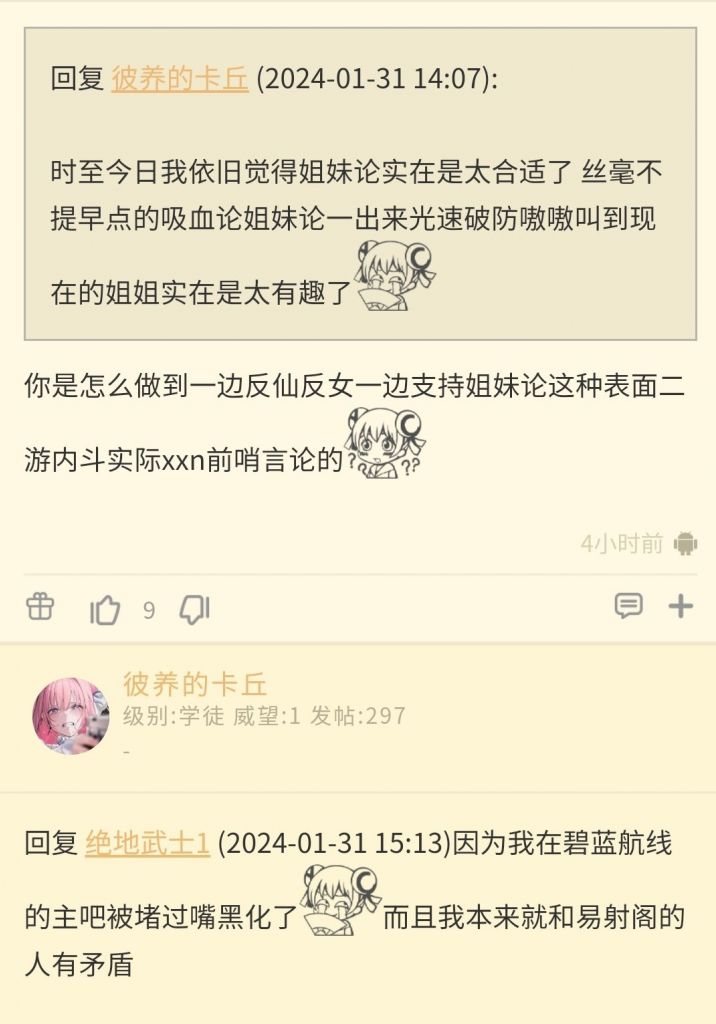 回复 彼养的卡丘 (2024-01-31 14:07):
时至今日我依旧觉得姐妹论实在是太合适了 丝毫不
提早点的吸血论姐妹论一出来光速破防嗷嗷叫到现
在的姐姐实在是太有趣了
你是怎么做到一边反仙反女一边支持姐妹论这种表面二
游内斗实际xxn前哨言论的
4小时前
9
彼养的卡丘
级别:学徒 威望:1 发帖:297
-
回复 绝地武士1 (2024-01-31 15:13)因为我在碧蓝航线
的主吧被堵过嘴黑化了 而且我本来就和易射阁的
人有矛盾